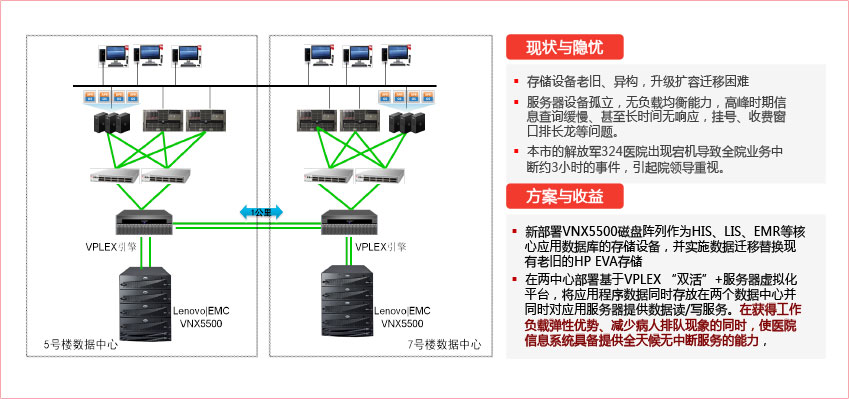 1公里
VPLEX引擎
VPLEX引擎
Lenovo|EMC
VNX5500
Lenovo|EMC
VNX5500
5号楼数据中心
7号楼数据中心
现状与隐忧
▪ 存储设备老旧、异构，升级扩容迁移困难
▪ 服务器设备孤立，无负载均衡能力，高峰时期信
息查询缓慢、甚至长时间无响应，挂号、收费窗
口排长龙等问题。
▪ 本市的解放军324医院出现宕机导致全院业务中
断约3小时的事件，引起院领导重视。
方案与收益
▪ 新部署VNX5500磁盘阵列作为HIS、LIS、EMR等核
心应用数据库的存储设备，并实施数据迁移替换现
有老旧的HP EVA存储
▪ 在两中心部署基于VPLEX “双活”+服务器虚拟化
平台，将应用程序数据同时存放在两个数据中心并
同时对应用服务器提供数据读/写服务。在获得工作
负载弹性优势、减少病人排队现象的同时，使医院
信息系统具备提供全天候无中断服务的能力，